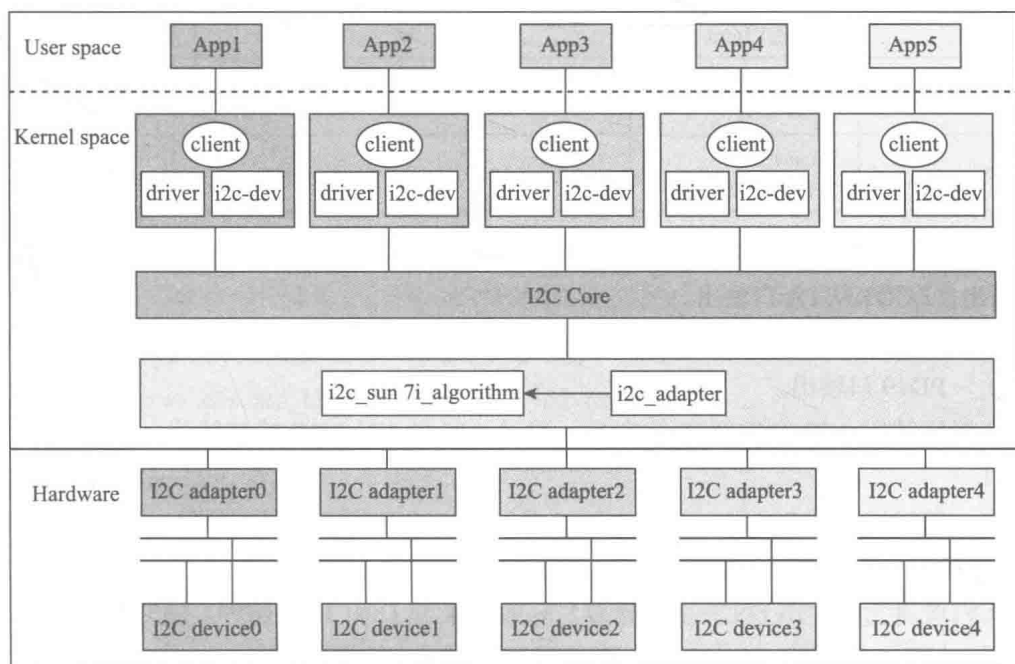 User space
App1 App2 App3 App4 App5
Kernel space
client client client client client
driver i2c-dev driver i2c-dev driver i2c-dev driver i2c-dev driver i2c-dev
I2C Core
i2c_sun 7i_algorithm i2c_adapter
Hardware
I2C adapter0 I2C adapter1 I2C adapter2 I2C adapter3 I2C adapter4
I2C device0 I2C device1 I2C device2 I2C device3 I2C device4